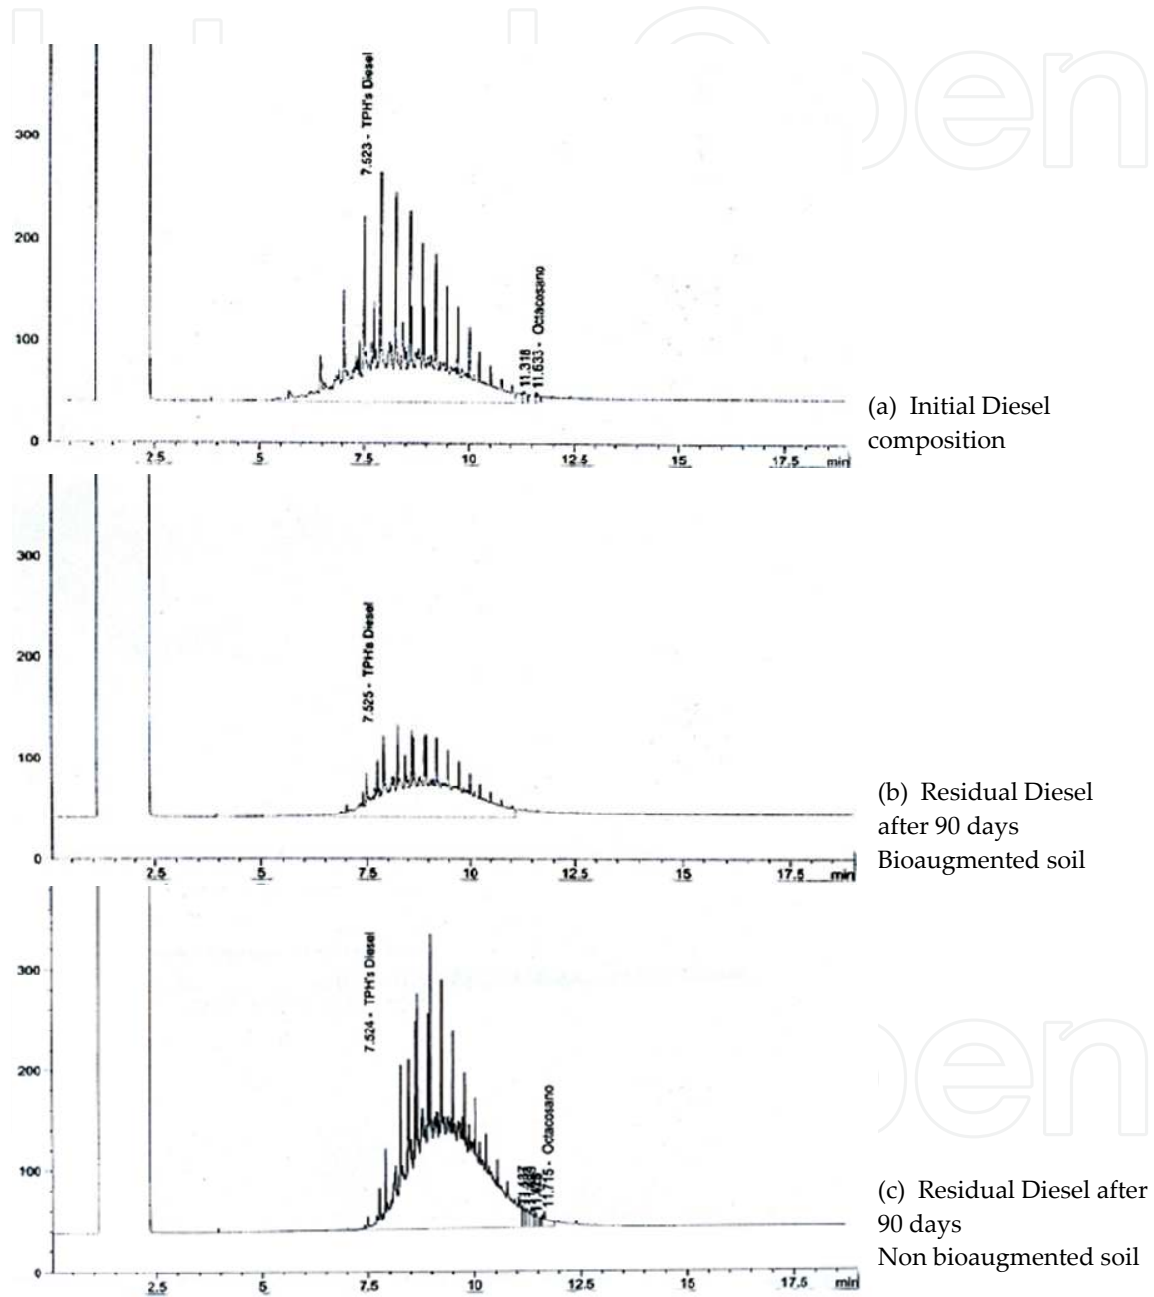 7.523 - TPH's Diesel
300
200
100
0
11.318
11.633 - Octacosano
2.5 5 7.5 10 12.5 15 17.5 min
(a) Initial Diesel
composition
300
200
100
0
7.525 - TPH's Diesel
2.5 5 7.5 10 12.5 15 17.5 min
(b) Residual Diesel
after 90 days
Bioaugmented soil
300
200
100
0
7.524 - TPH's Diesel
11.715 - Octacosano
2.5 5 7.5 10 12.5 15 17.5 min
(c) Residual Diesel after
90 days
Non bioaugmented soil